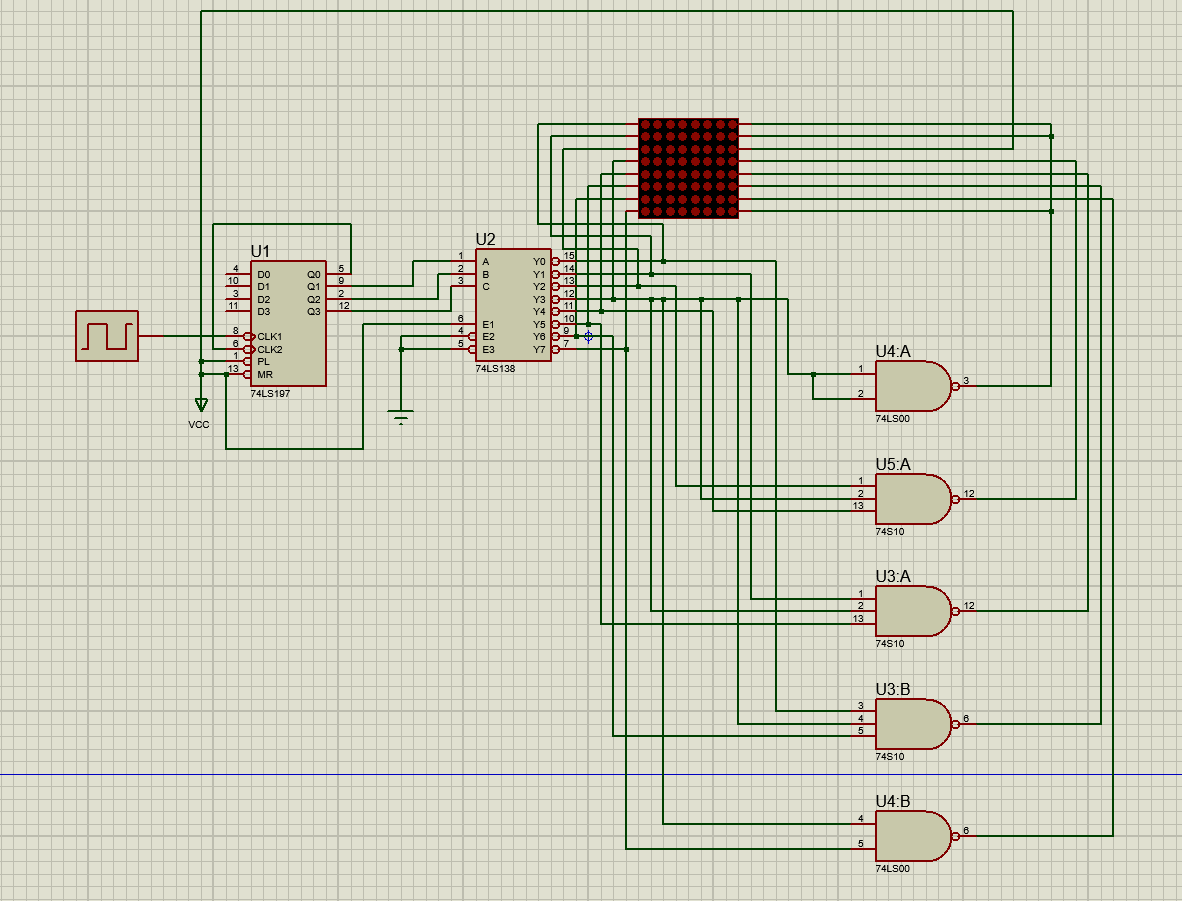 U1
4 D0 Q0 5
10 D1 Q1 9
3 D2 Q2 2
11 D3 Q3 12
8 CLK1
6 CLK2
1 PL
13 MR
74LS197
VCC
U2
1 A Y0 15
2 B Y1 14
3 C Y2 13
Y3 12
Y4 11
6 E1 Y5 10
4 E2 Y6 9
5 E3 Y7 7
74LS138
U4:A
1
3
2
74LS00
U5:A
1
2 12
13
74S10
U3:A
1
2 12
13
74S10
U3:B
3
4 6
5
74S10
U4:B
4
6
5
74LS00